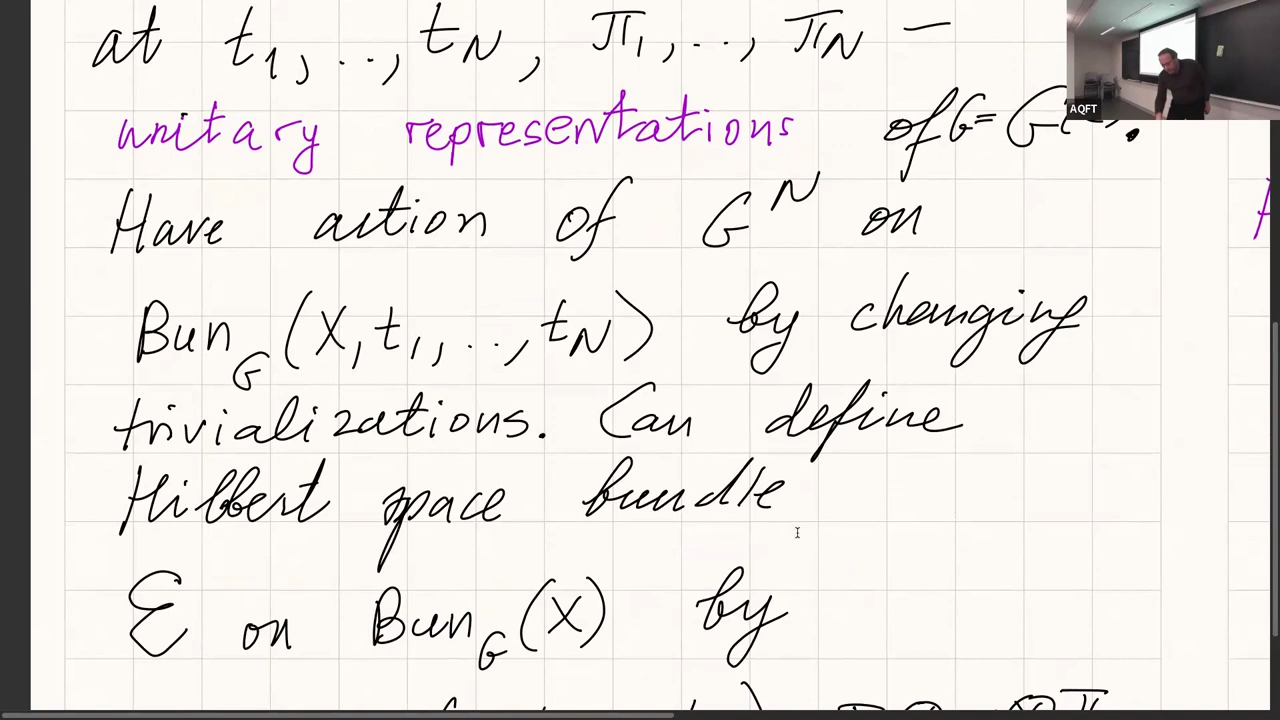 at t₁,..,t_N, π₁,..,π_N —
unitary representations of G=
AQFT
Have action of G^N on
Bun_G(X,t₁,..,t_N) by changing
trivializations. Can define
Hilbert space bundle
ℰ on Bun_G(X) by